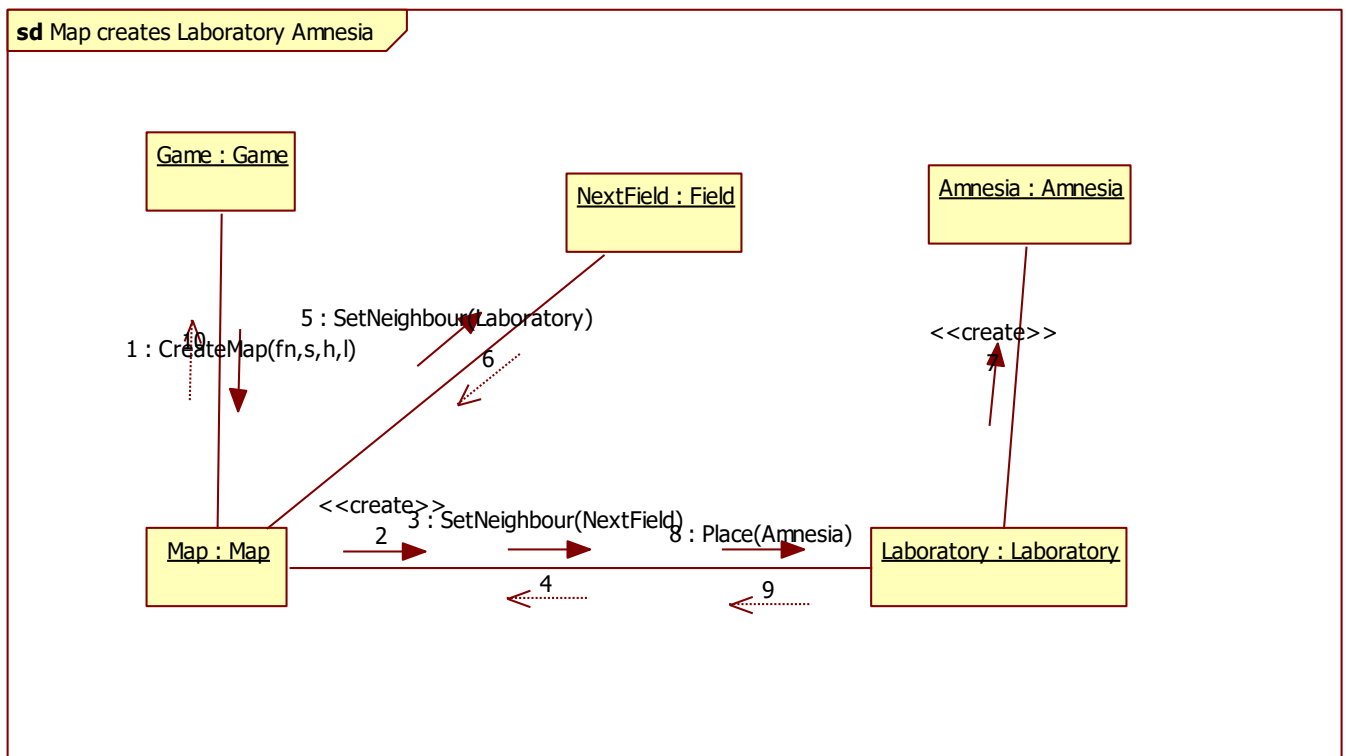 sd Map creates Laboratory Amnesia
Game : Game
NextField : Field
Amnesia : Amnesia
5 : SetNeighbour(Laboratory)
<<create>>
10
1 : CreateMap(fn,s,h,l)
6
7
<<create>>
3 : SetNeighbour(NextField)
2
8 : Place(Amnesia)
Map : Map
Laboratory : Laboratory
4
9